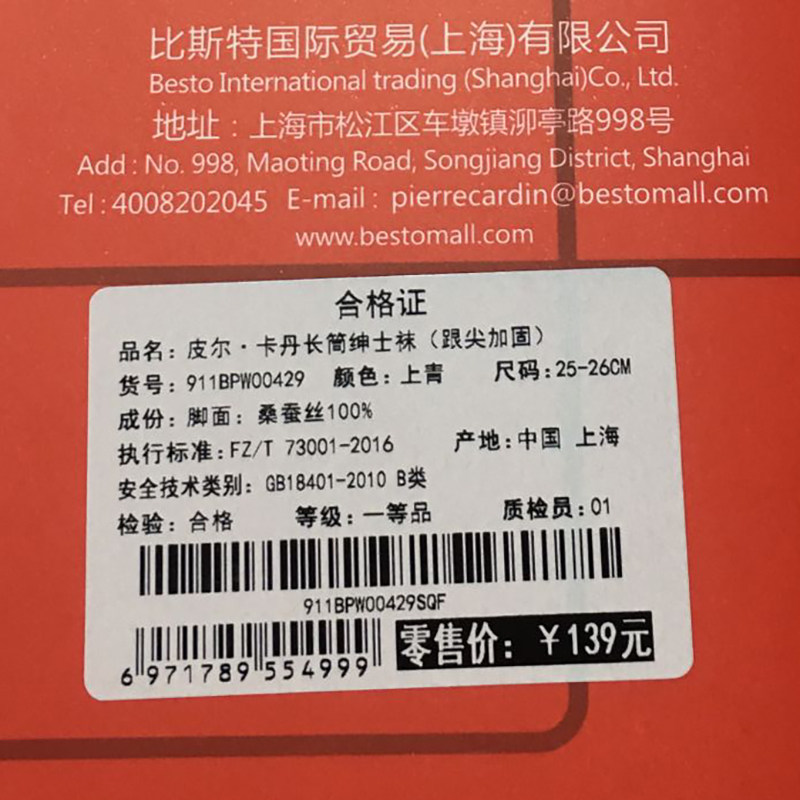 比斯特国际贸易(上海)有限公司
Besto International trading (Shanghai)Co., Ltd.
地址：上海市松江区车墩镇泖亭路998号
Add : No. 998, Maoting Road, Songjiang District, Shanghai
Tel : 4008202045 E-mail : pierrecardin@bestomall.com
www.bestomall.com
合格证
品名: 皮尔·卡丹长筒绅士袜（跟尖加固）
货号: 911BPW00429 颜色: 上青 尺码: 25-26CM
成份: 脚面: 桑蚕丝100%
执行标准: FZ/T 73001-2016 产地: 中国 上海
安全技术类别: GB18401-2010 B类
检验: 合格 等级: 一等品 质检员: 01
911BPW00429SQF
6 971789 554999 零售价: ￥139元